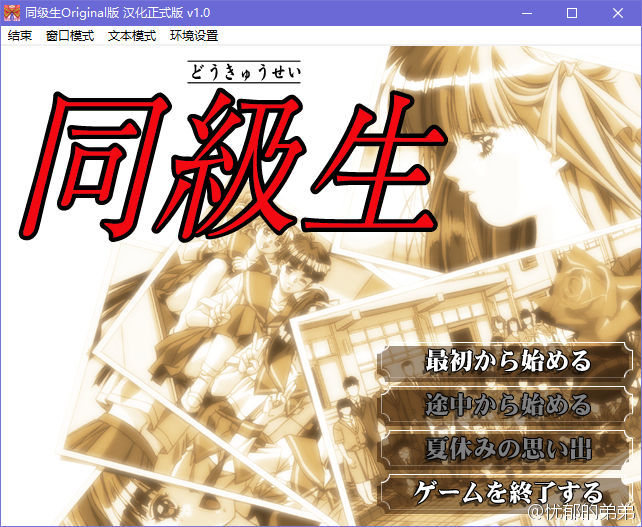 同级生Original版 汉化正式版 v1.0
结束 窗口模式 文本模式 环境设置
どうきゅうせい
同級生
最初から始める
途中から始める
夏休みの思い出
ゲームを終了する
@忧郁的弟弟